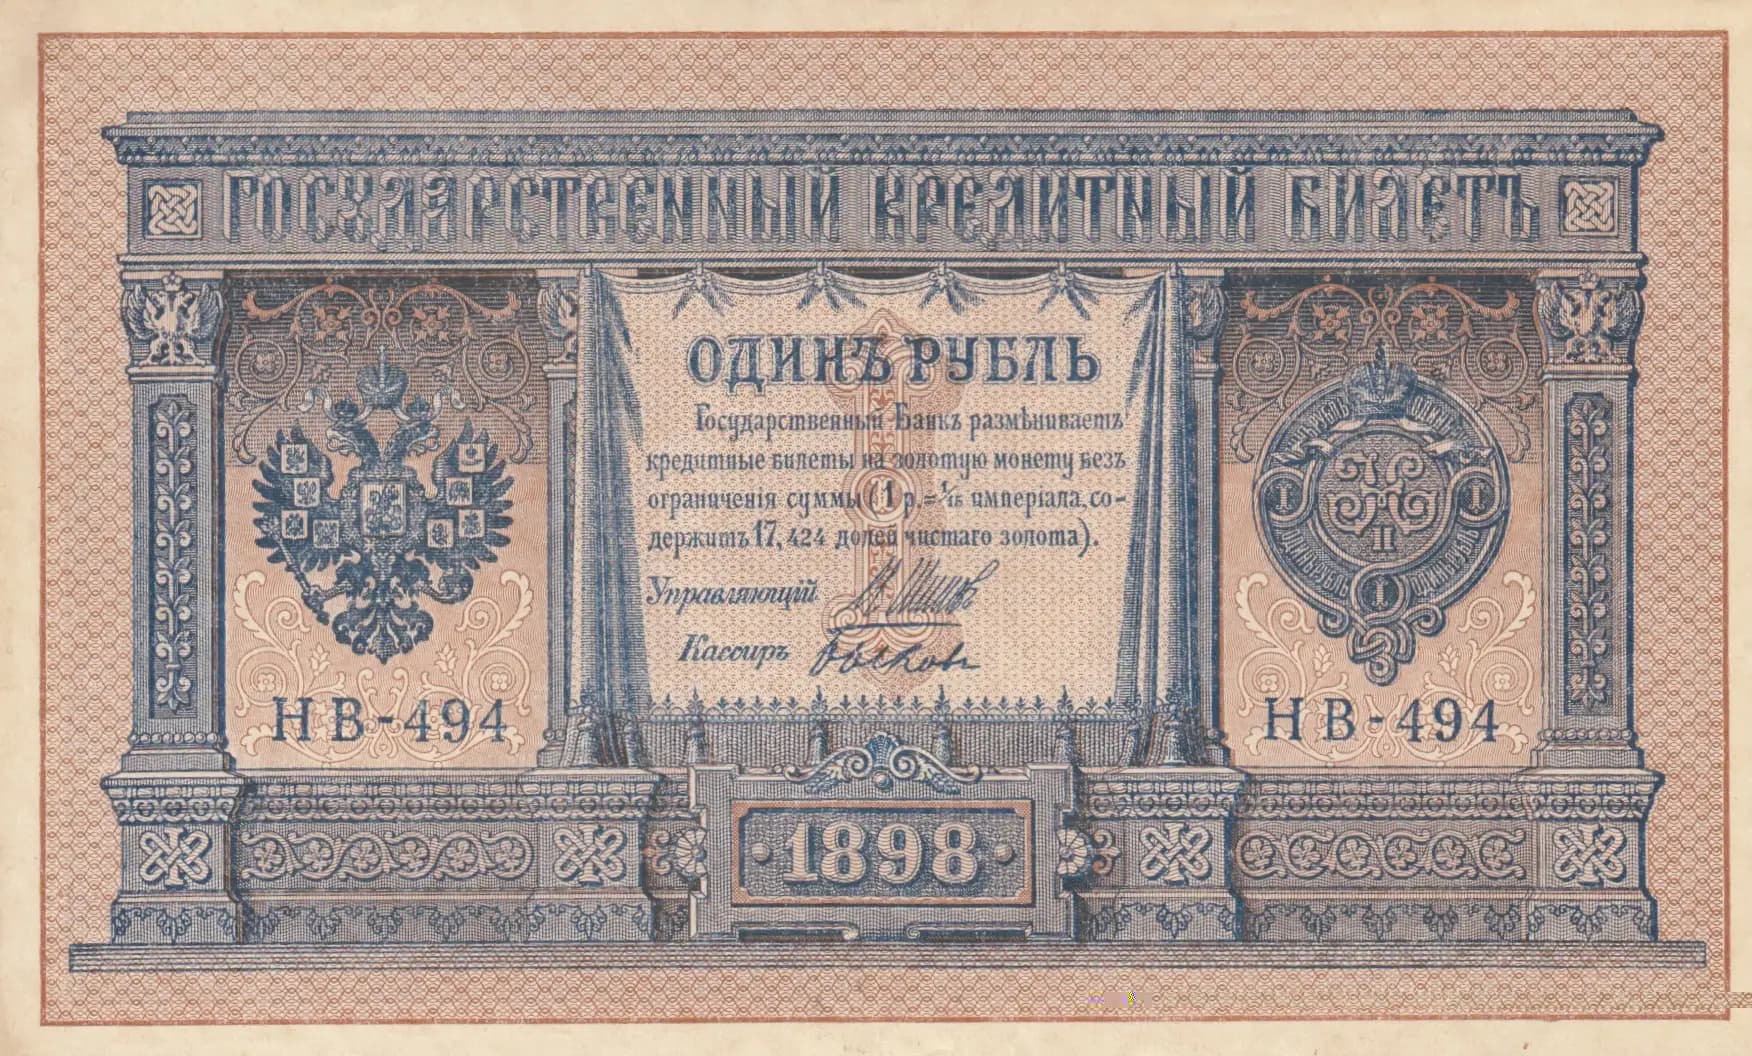 ГОСУДАРСТВЕННЫЙ КРЕДИТНЫЙ БИЛЕТЪ
ОДИНЪ РУБЛЬ
Государственный Банкъ размѣниваетъ
кредитные билеты на золотую монету безъ
ограниченія суммы (1 р.=1/15 имперіала, со-
держитъ 17,424 долей чистаго золота).
Управляющій
Кассиръ
НВ-494
НВ-494
I
I
II
I
1898